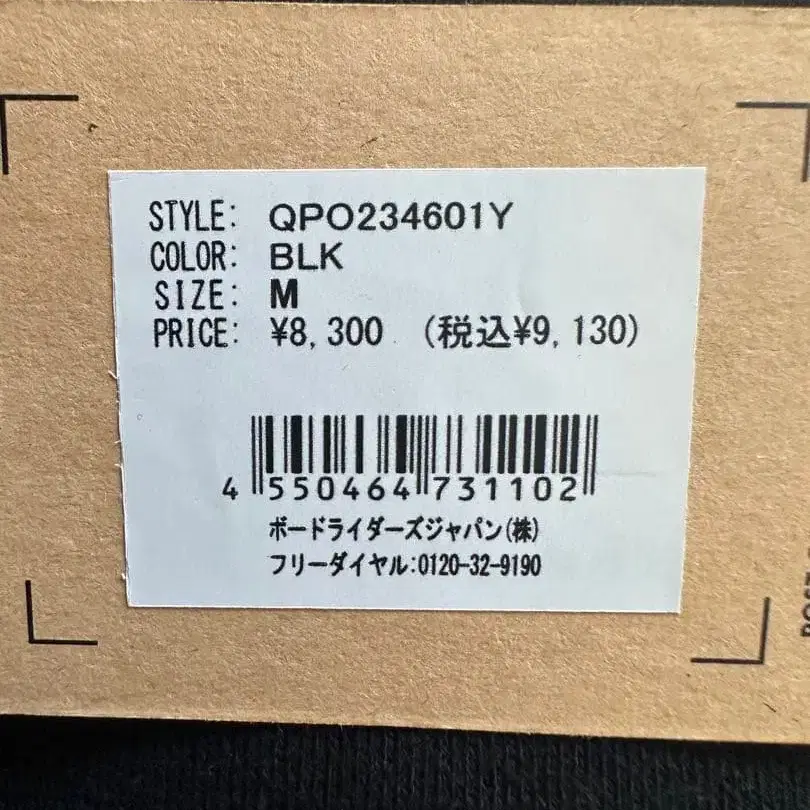 STYLE: QPO234601Y
COLOR: BLK
SIZE: M
PRICE: ¥8,300 (税込¥9,130)
4 550464 731102
ボードライダーズジャパン(株)
フリーダイヤル:0120-32-9190